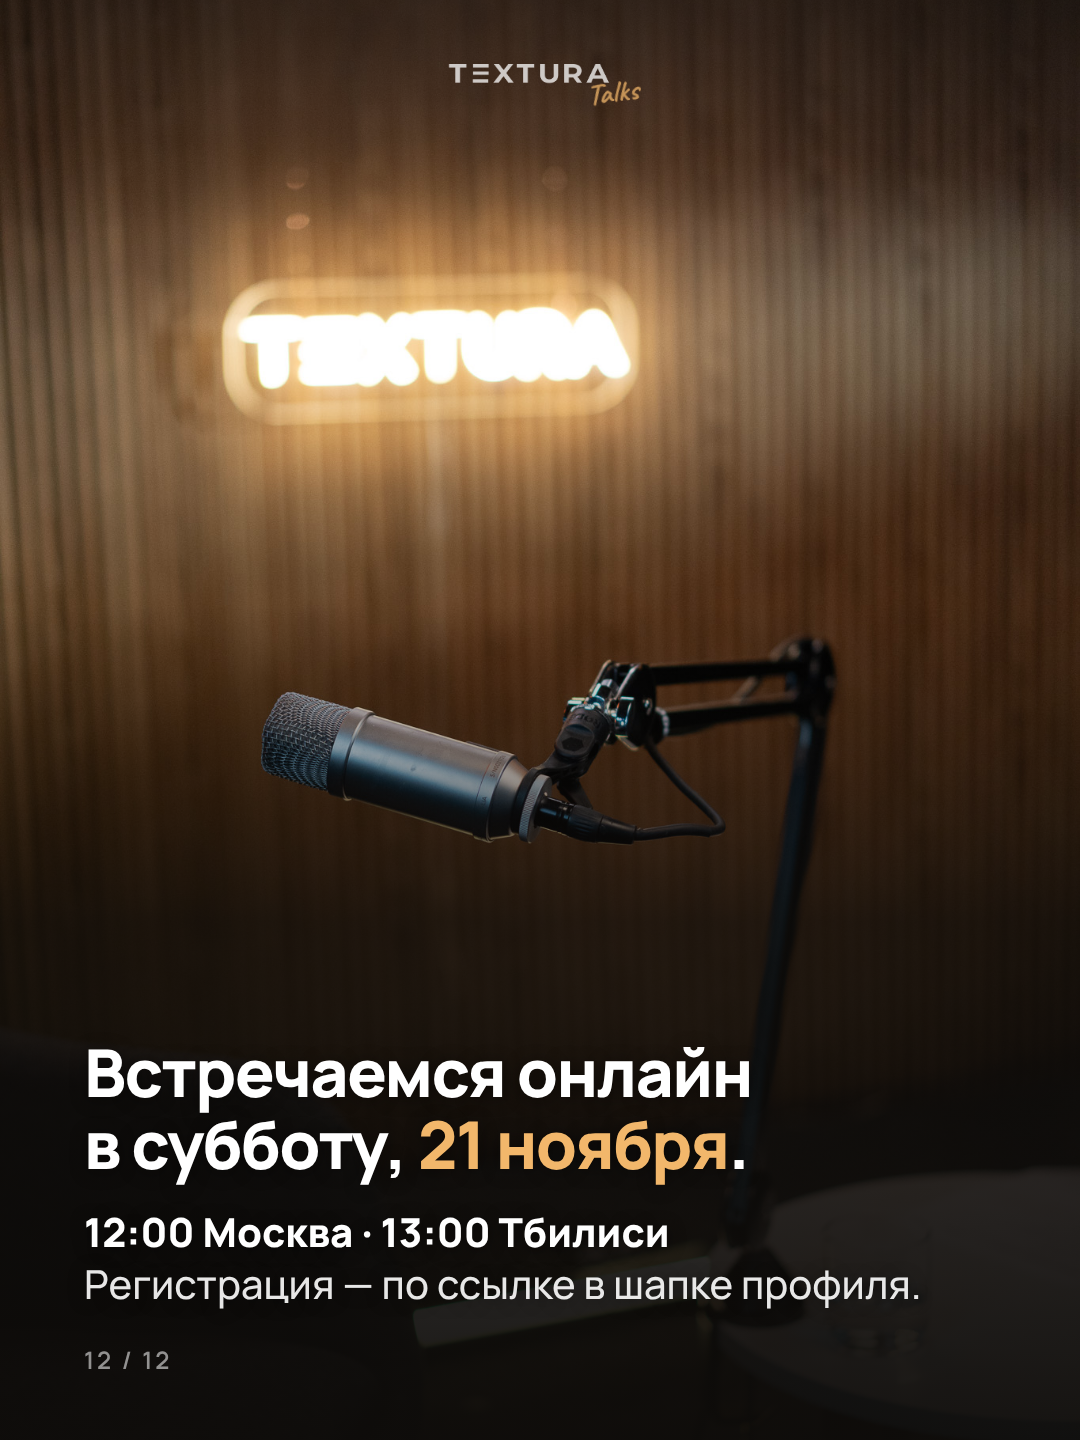 TEXTURA
Talks
TEXTURA
Встречаемся онлайн
в субботу, 21 ноября.
12:00 Москва · 13:00 Тбилиси
Регистрация — по ссылке в шапке профиля.
12 / 12